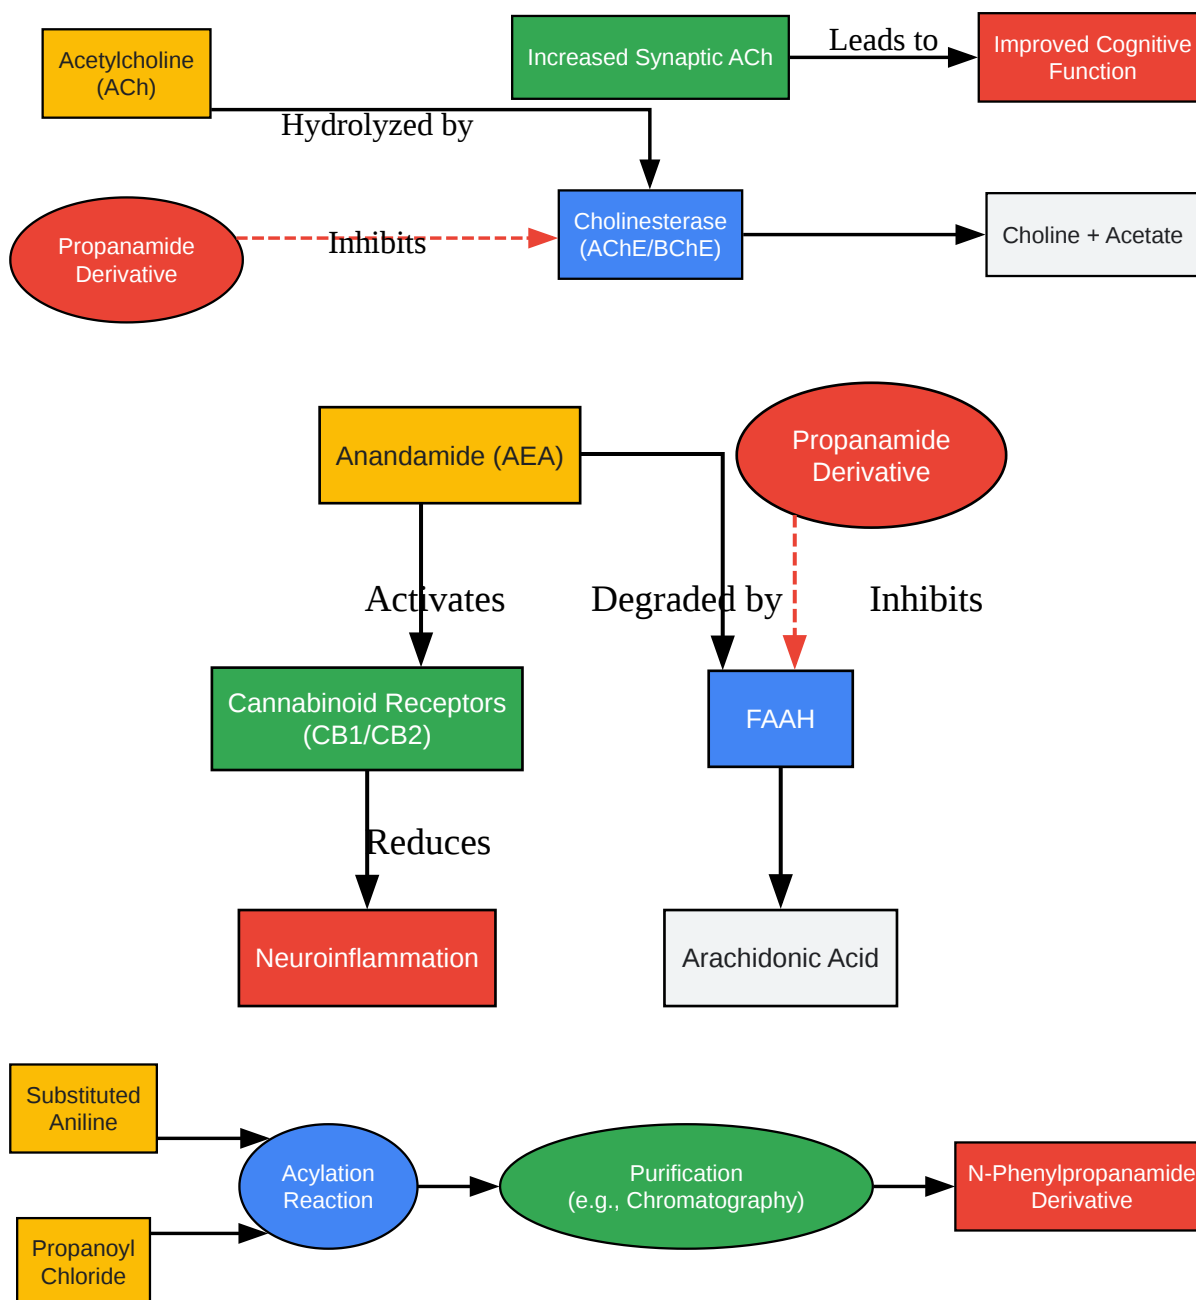 Acetylcholine
(ACh)
Increased Synaptic ACh
Leads to
Improved Cognitive
Function
Hydrolyzed by
Propanamide
Derivative
Inhibits
Cholinesterase
(AChE/BChE)
Choline + Acetate
Anandamide (AEA)
Propanamide
Derivative
Activates
Degraded by
Inhibits
Cannabinoid Receptors
(CB1/CB2)
FAAH
Reduces
Neuroinflammation
Arachidonic Acid
Substituted
Aniline
Acylation
Reaction
Purification
(e.g., Chromatography)
N-Phenylpropanamide
Derivative
Propanoyl
Chloride